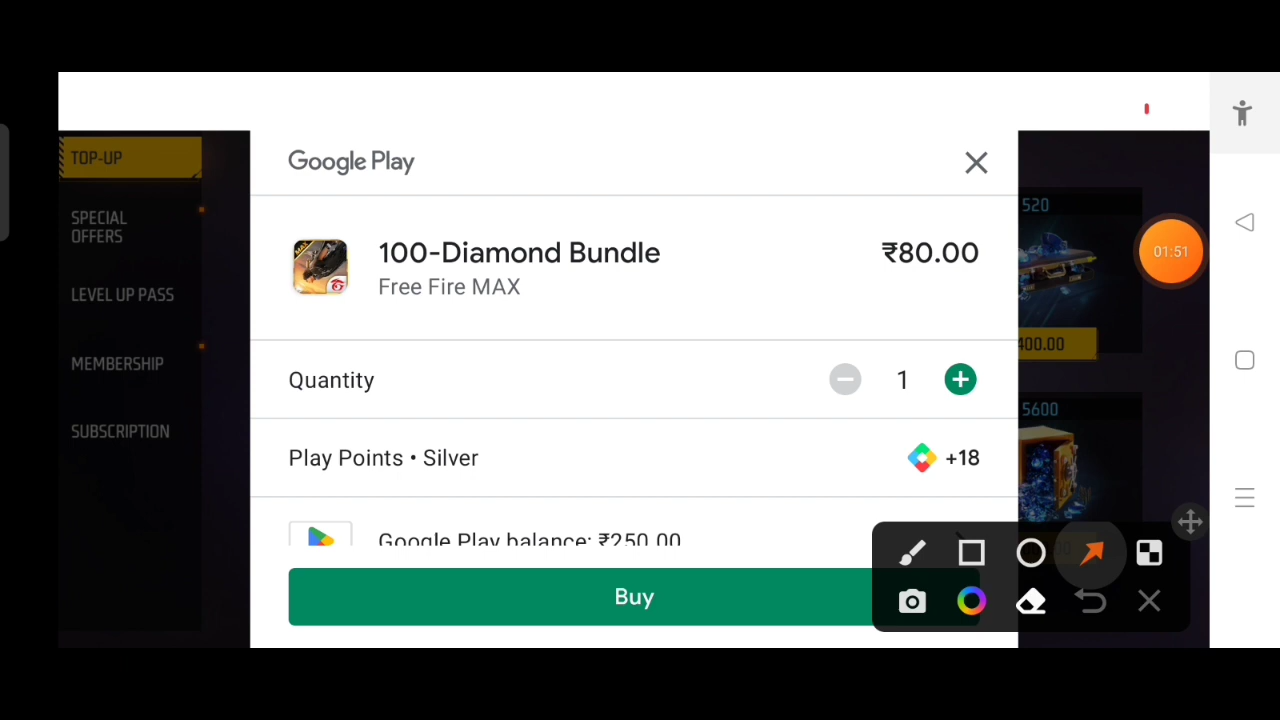 TOP-UP
SPECIAL
OFFERS
LEVEL UP PASS
MEMBERSHIP
SUBSCRIPTION
Google Play
100-Diamond Bundle
₹80.00
MAX
Free Fire MAX
Quantity
1
Play Points • Silver
+18
Google Play balance: ₹250.00
Buy
520
400.00
5600
01:51